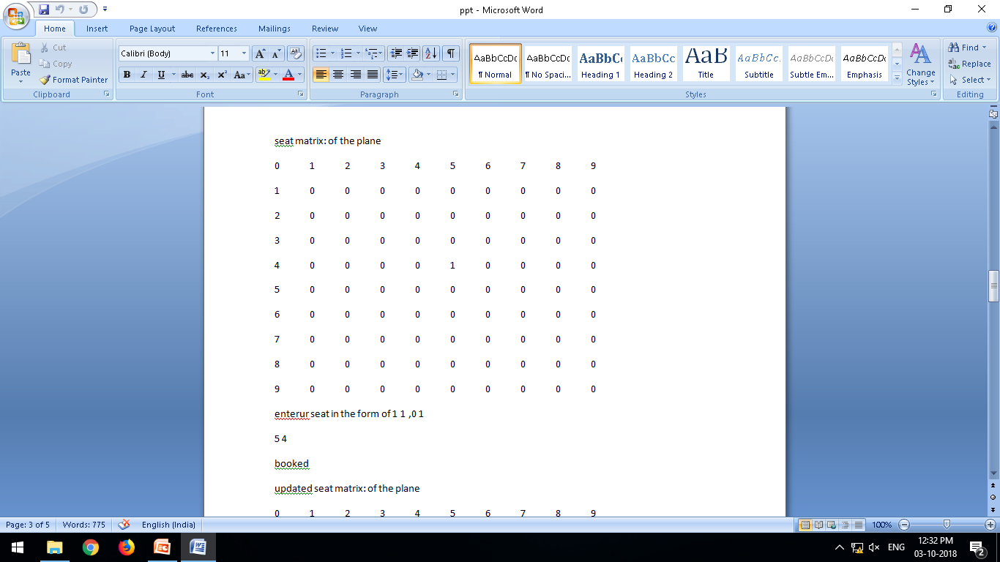 ppt - Microsoft Word
Home Insert Page Layout References Mailings Review View
Paste
Cut
Copy
Format Painter
Clipboard
Calibri (Body) 11
B I U abc x₂ x² Aa
Font
Paragraph
AaBbCcDc AaBbCcDc AaBbCc AaBbCc AaB AaBbCc. AaBbCcDc AaBbCcDc
¶ Normal ¶ No Spaci... Heading 1 Heading 2 Title Subtitle Subtle Em... Emphasis
Change Styles
Styles
Find
Replace
Select
Editing
seat matrix: of the plane
0 1 2 3 4 5 6 7 8 9
1 0 0 0 0 0 0 0 0 0
2 0 0 0 0 0 0 0 0 0
3 0 0 0 0 0 0 0 0 0
4 0 0 0 0 1 0 0 0 0
5 0 0 0 0 0 0 0 0 0
6 0 0 0 0 0 0 0 0 0
7 0 0 0 0 0 0 0 0 0
8 0 0 0 0 0 0 0 0 0
9 0 0 0 0 0 0 0 0 0
enterur seat in the form of 1 1 ,0 1
5 4
booked
updated seat matrix: of the plane
0 1 2 3 4 5 6 7 8 9
Page: 3 of 5 Words: 775 English (India) 100%
ENG 12:32 PM
03-10-2018 2